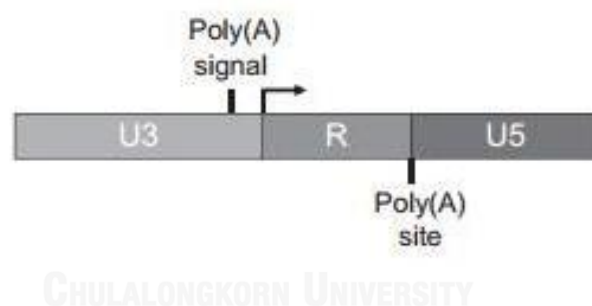 Poly(A)
signal
U3
R
U5
Poly(A)
site
CHULALONGKORN UNIVERSITY